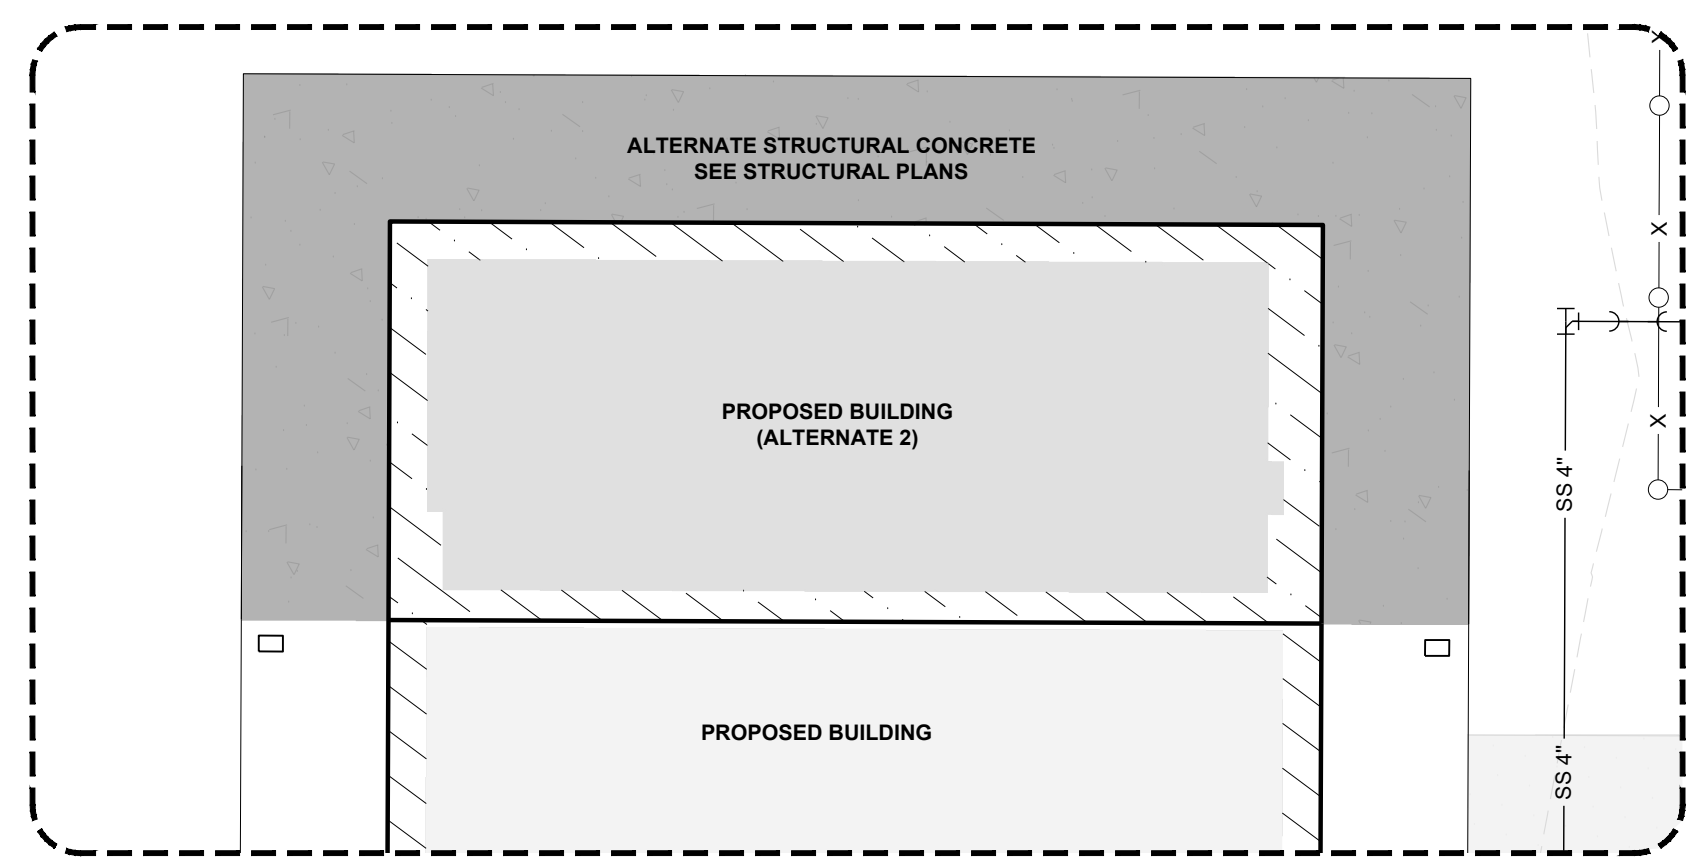 ALTERNATE STRUCTURAL CONCRETE
SEE STRUCTURAL PLANS
X
X
PROPOSED BUILDING
(ALTERNATE 2)
X
SS 4"
PROPOSED BUILDING
SS 4"